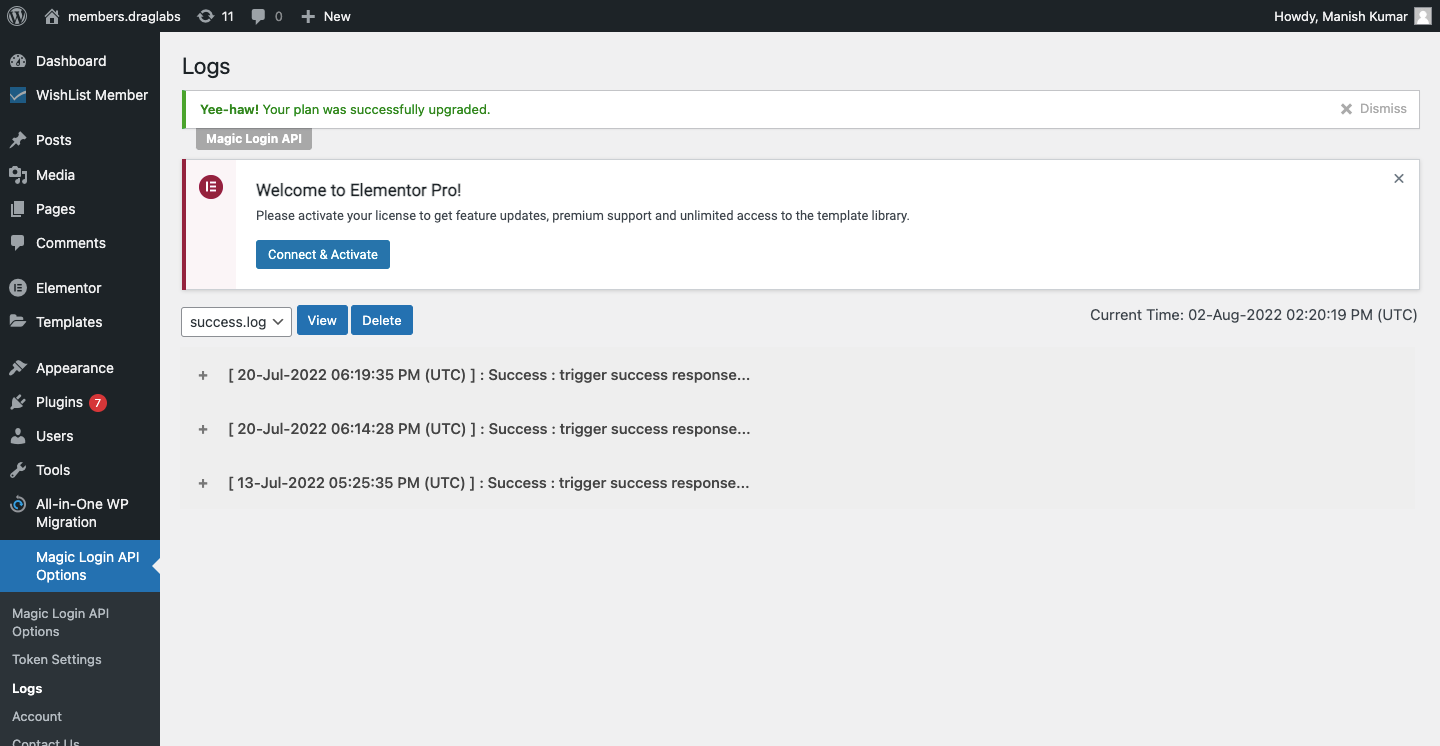 members.draglabs
11
0
New
Howdy, Manish Kumar
Dashboard
WishList Member
Posts
Media
Pages
Comments
Elementor
Templates
Appearance
Plugins 7
Users
Tools
All-in-One WP
Migration
Magic Login API
Options
Magic Login API
Options
Token Settings
Logs
Account
Contact Us
Logs
Yee-haw! Your plan was successfully upgraded.
Dismiss
Magic Login API
Welcome to Elementor Pro!
Please activate your license to get feature updates, premium support and unlimited access to the template library.
Connect & Activate
success.log
View
Delete
Current Time: 02-Aug-2022 02:20:19 PM (UTC)
+ [ 20-Jul-2022 06:19:35 PM (UTC) ] : Success : trigger success response...
+ [ 20-Jul-2022 06:14:28 PM (UTC) ] : Success : trigger success response...
+ [ 13-Jul-2022 05:25:35 PM (UTC) ] : Success : trigger success response...